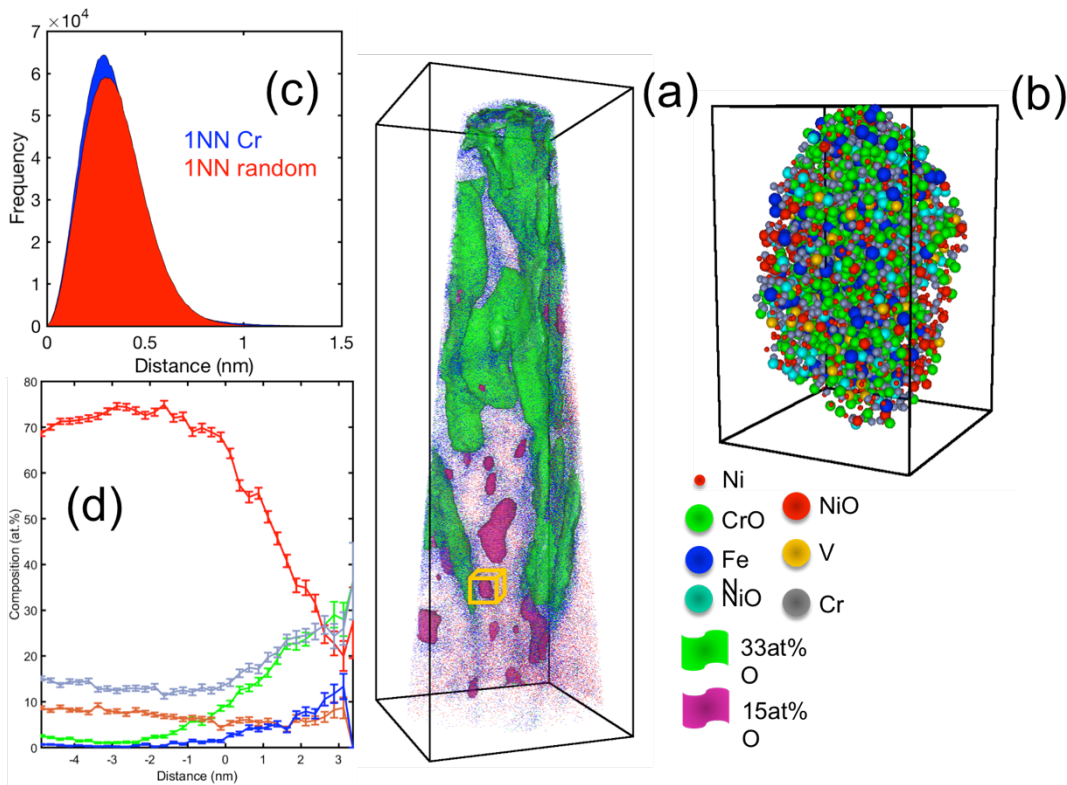 ×10⁴
7
6
5
4
3
2
1
0
Frequency
(c)
1NN Cr
1NN random
0 0.5 1 1.5
Distance (nm)
(a)
(b)
80
70
60
50
40
30
20
10
0
Composition (at.%)
(d)
-4 -3 -2 -1 0 1 2 3
Distance (nm)
Ni
CrO
NiO
Fe
V
N
NiO
Cr
33at%
O
15at%
O